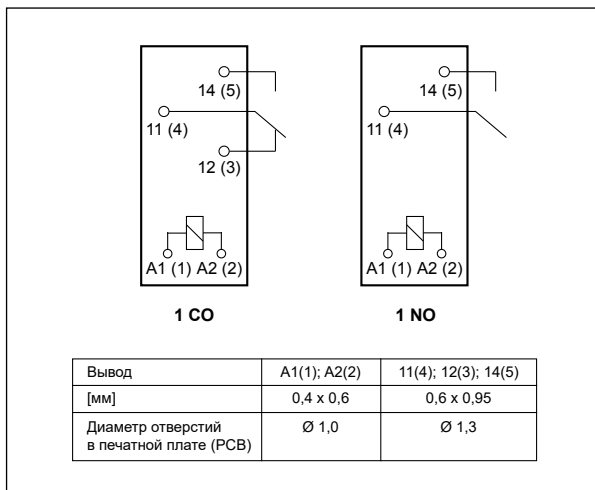 14 (5)
11 (4)
12 (3)
A1 (1) A2 (2)
1 CO
14 (5)
11 (4)
A1 (1) A2 (2)
1 NO
Вывод A1(1); A2(2) 11(4); 12(3); 14(5)
[мм] 0,4 x 0,6 0,6 x 0,95
Диаметр отверстий Ø 1,0 Ø 1,3
в печатной плате (PCB)